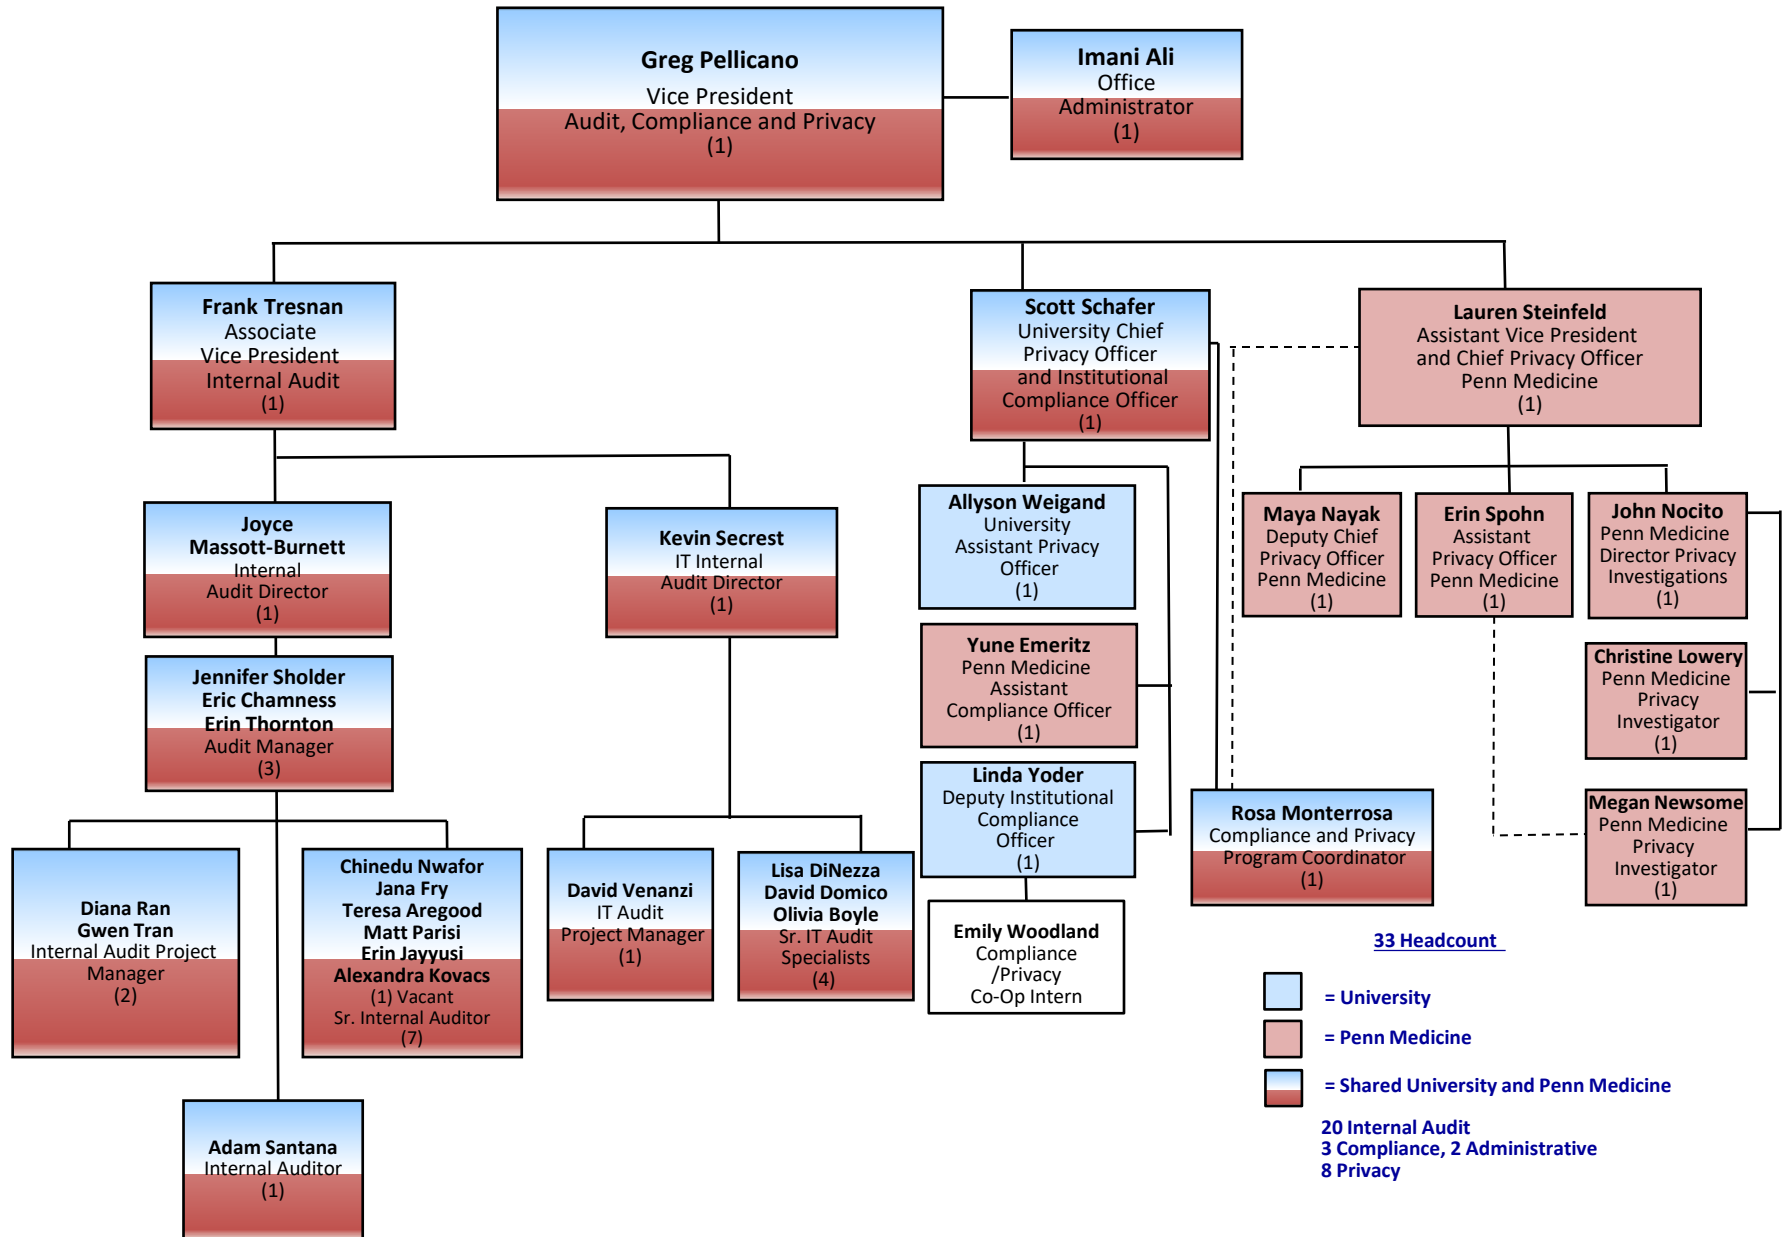 Greg Pellicano
Vice President
Audit, Compliance and Privacy
(1)
Imani Ali
Office
Administrator
(1)
Frank Tresnan
Associate
Vice President
Internal Audit
(1)
Scott Schafer
University Chief
Privacy Officer
and Institutional
Compliance Officer
(1)
Lauren Steinfeld
Assistant Vice President
and Chief Privacy Officer
Penn Medicine
(1)
Joyce
Massott-Burnett
Internal
Audit Director
(1)
Kevin Secrest
IT Internal
Audit Director
(1)
Allyson Weigand
University
Assistant Privacy
Officer
(1)
Maya Nayak
Deputy Chief
Privacy Officer
Penn Medicine
(1)
Erin Spohn
Assistant
Privacy Officer
Penn Medicine
(1)
John Nocito
Penn Medicine
Director Privacy
Investigations
(1)
Jennifer Sholder
Eric Chamness
Erin Thornton
Audit Manager
(3)
Yune Emeritz
Penn Medicine
Assistant
Compliance Officer
(1)
Christine Lowery
Penn Medicine
Privacy
Investigator
(1)
Linda Yoder
Deputy Institutional
Compliance
Officer
(1)
Rosa Monterrosa
Compliance and Privacy
Program Coordinator
(1)
Megan Newsome
Penn Medicine
Privacy
Investigator
(1)
Diana Ran
Gwen Tran
Internal Audit Project
Manager
(2)
Chinedu Nwafor
Jana Fry
Teresa Aregood
Matt Parisi
Erin Jayyusi
Alexandra Kovacs
(1) Vacant
Sr. Internal Auditor
(7)
David Venanzi
IT Audit
Project Manager
(1)
Lisa DiNezza
David Domico
Olivia Boyle
Sr. IT Audit
Specialists
(4)
Emily Woodland
Compliance
/Privacy
Co-Op Intern
Adam Santana
Internal Auditor
(1)
33 Headcount
= University
= Penn Medicine
= Shared University and Penn Medicine
20 Internal Audit
3 Compliance, 2 Administrative
8 Privacy